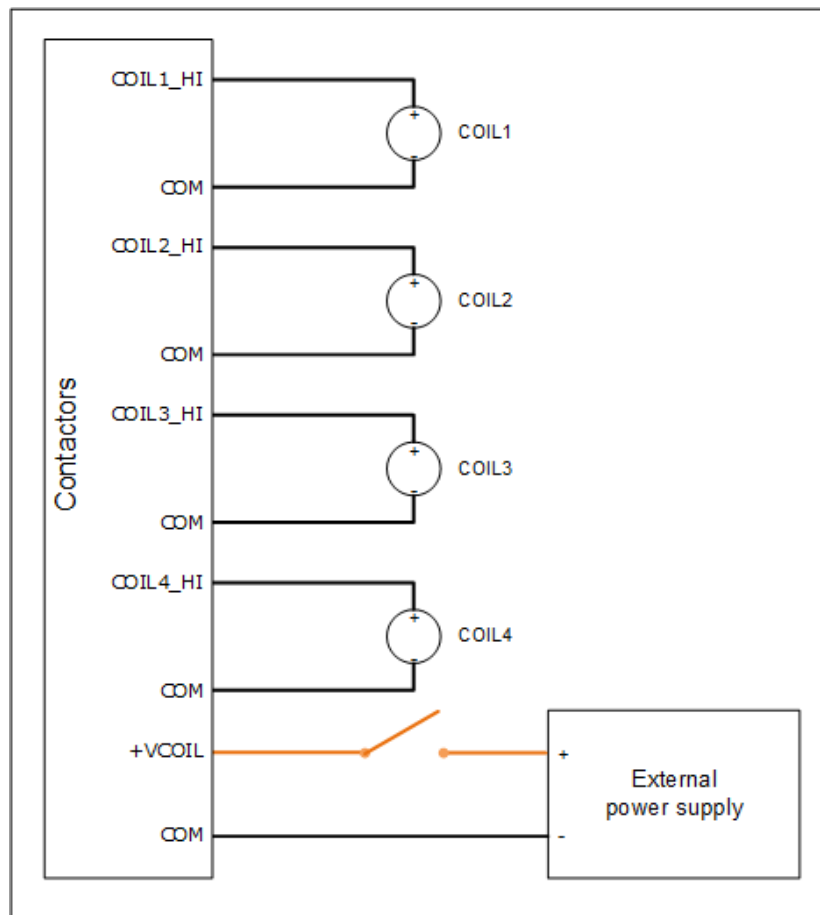 COIL1_HI
+
COIL1
-
COM
COIL2_HI
+
COIL2
-
COM
Contactors
COIL3_HI
+
COIL3
-
COM
COIL4_HI
+
COIL4
-
COM
+VCOIL
+
External
power supply
COM
-